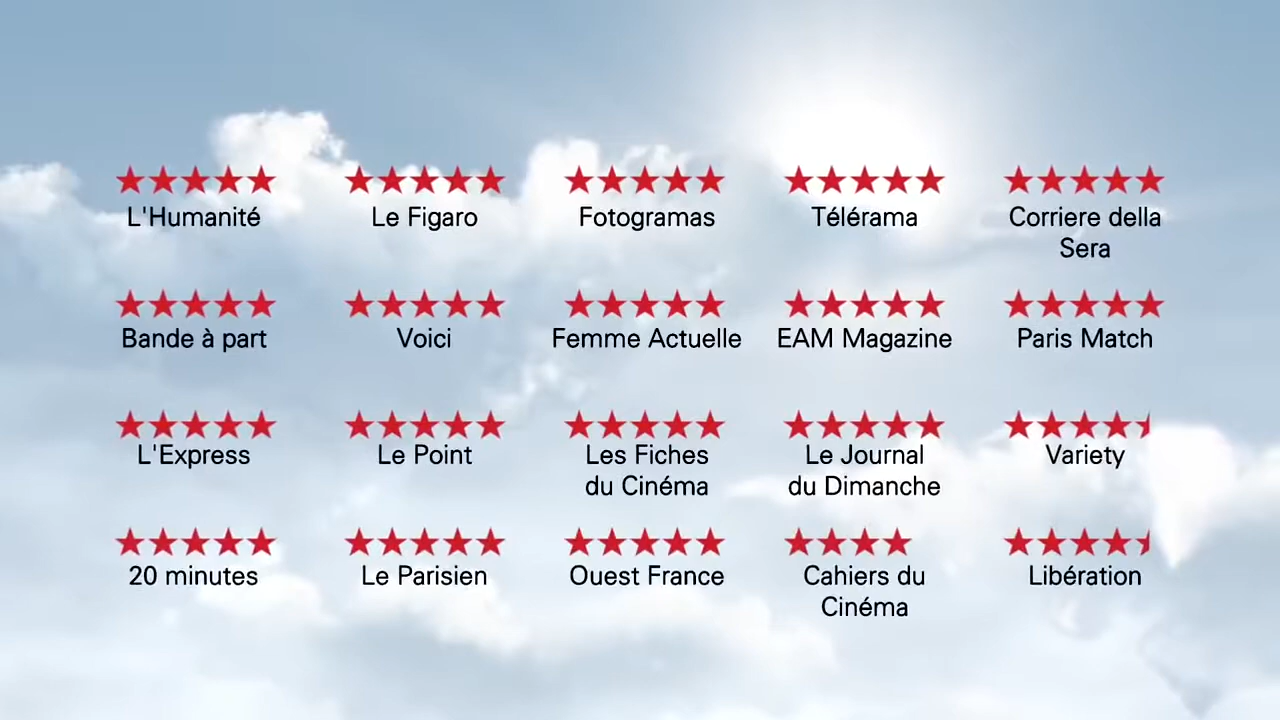 L'Humanité
Le Figaro
Fotogramas
Télérama
Corriere della
Sera
Bande à part
Voici
Femme Actuelle
EAM Magazine
Paris Match
L'Express
Le Point
Les Fiches
du Cinéma
Le Journal
du Dimanche
Variety
20 minutes
Le Parisien
Ouest France
Cahiers du
Cinéma
Libération